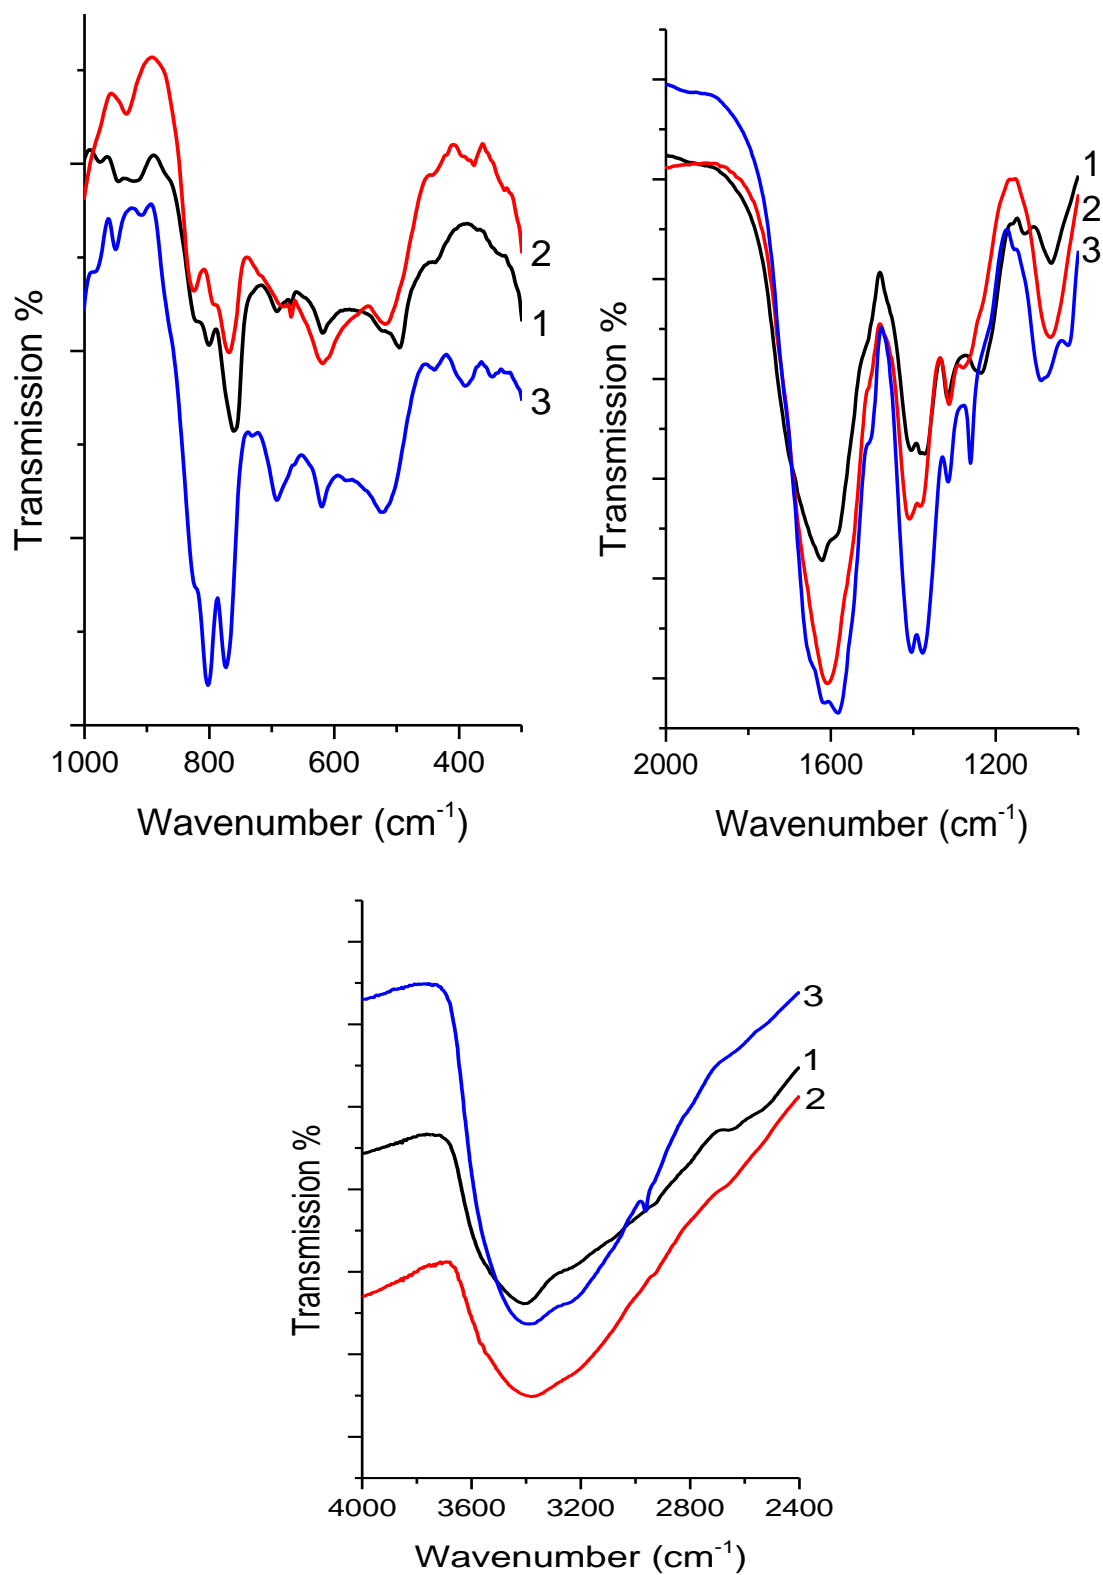 Transmission %
2
1
3
1000 800 600 400
Wavenumber (cm-1)
Transmission %
1
2
3
2000 1600 1200
Wavenumber (cm-1)
Transmission %
3
1
2
4000 3600 3200 2800 2400
Wavenumber (cm-1)